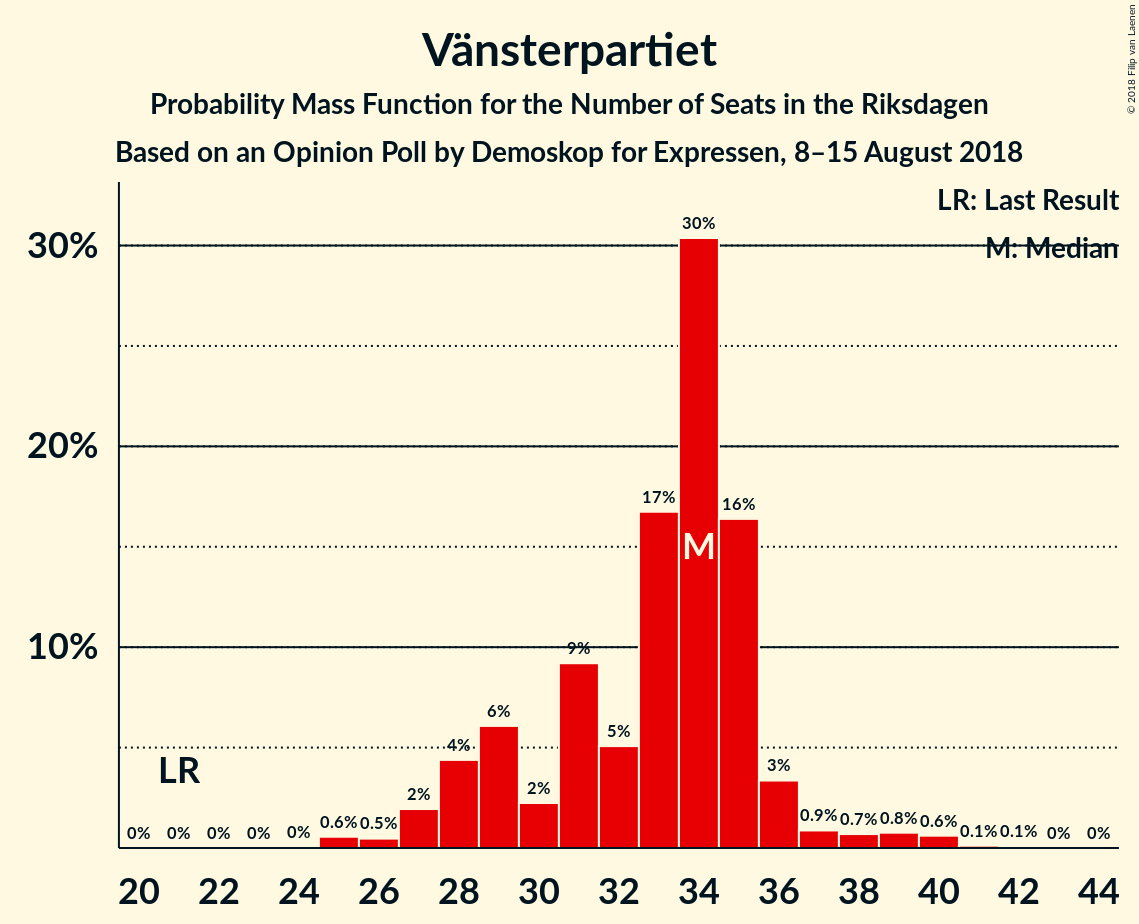 Vänsterpartiet
Probability Mass Function for the Number of Seats in the Riksdagen
Based on an Opinion Poll by Demoskop for Expressen, 8–15 August 2018
© 2018 Filip van Laenen
LR: Last Result
M: Median
30%
20%
10%
0% 0% 0% 0% 0% 0.6% 0.5% 2% 4% 6% 2% 9% 5% 17% 30% 16% 3% 0.9% 0.7% 0.8% 0.6% 0.1% 0.1% 0% 0%
LR
M
20 22 24 26 28 30 32 34 36 38 40 42 44